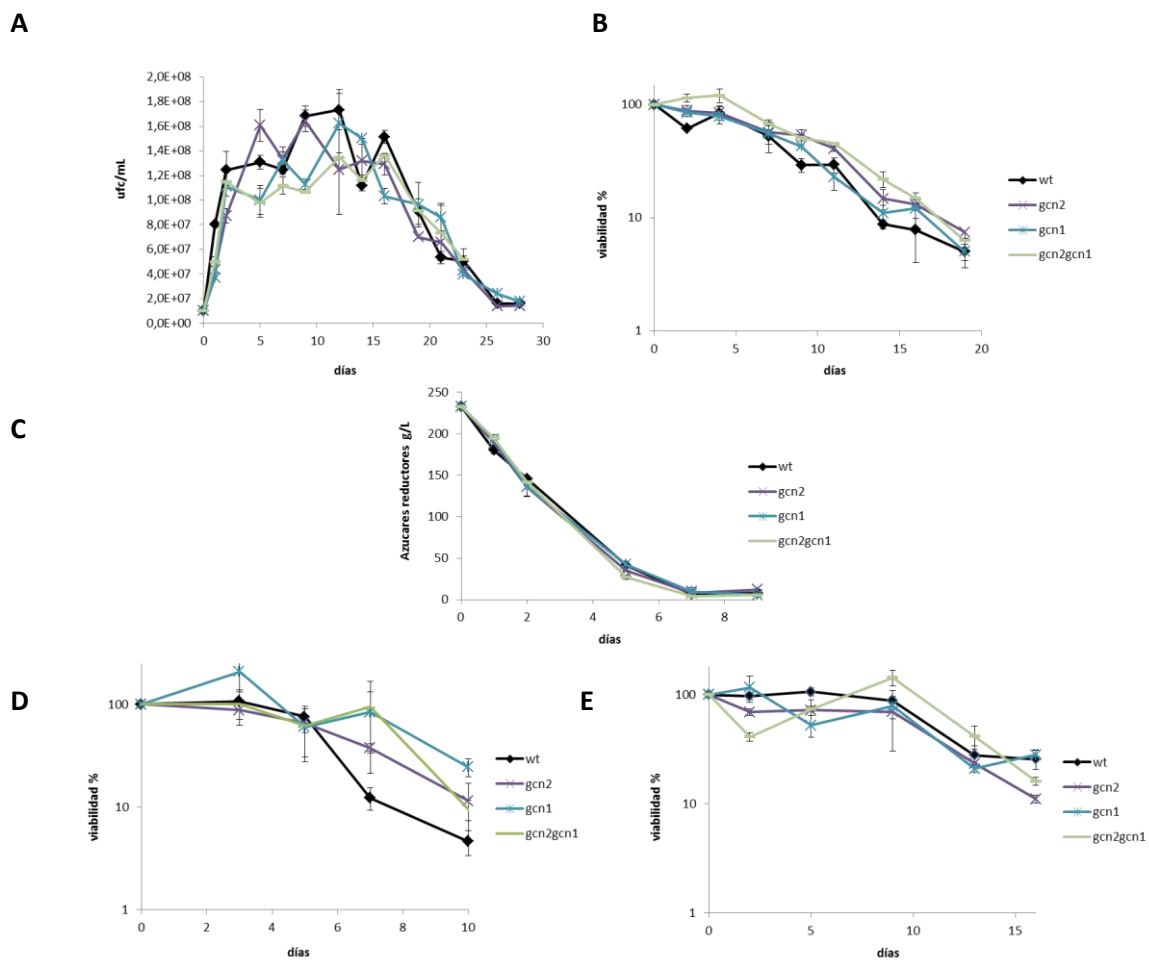 A
B
2,0E+08
1,8E+08
1,6E+08
1,4E+08
1,2E+08
1,0E+08
8,0E+07
6,0E+07
4,0E+07
2,0E+07
0,0E+00
ufc/mL
0 5 10 15 20 25 30
días
100
10
1
viabilidad %
0 5 10 15 20
días
wt
gcn2
gcn1
gcn2gcn1
C
250
200
150
100
50
0
Azucares reductores g/L
0 2 4 6 8
días
wt
gcn2
gcn1
gcn2gcn1
D
100
10
1
viabilidad %
0 2 4 6 8 10
días
wt
gcn2
gcn1
gcn2gcn1
E
100
10
1
viabilidad %
0 5 10 15
días
wt
gcn2
gcn1
gcn2gcn1